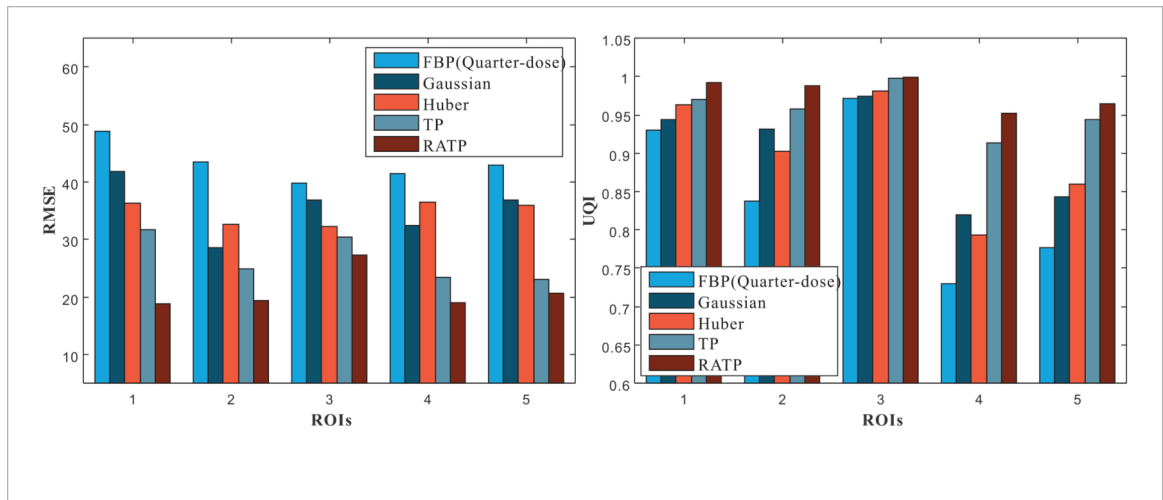 60
50
40
30
20
10
RMSE
FBP(Quarter-dose)
Gaussian
Huber
TP
RATP
1 2 3 4 5
ROIs
1.05
1
0.95
0.9
0.85
0.8
0.75
0.7
0.65
0.6
UQI
FBP(Quarter-dose)
Gaussian
Huber
TP
RATP
1 2 3 4 5
ROIs